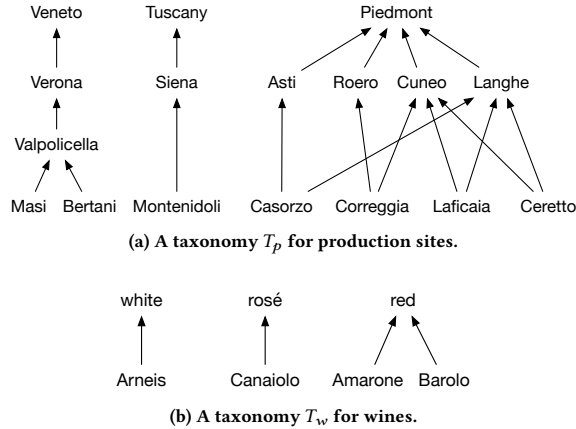 Veneto Tuscany Piedmont
Verona Siena Asti Roero Cuneo Langhe
Valpolicella
Masi Bertani Montenidoli Casorzo Correggia Laficaia Ceretto
(a) A taxonomy Tp for production sites.
white rosé red
Arneis Canaiolo Amarone Barolo
(b) A taxonomy Tw for wines.